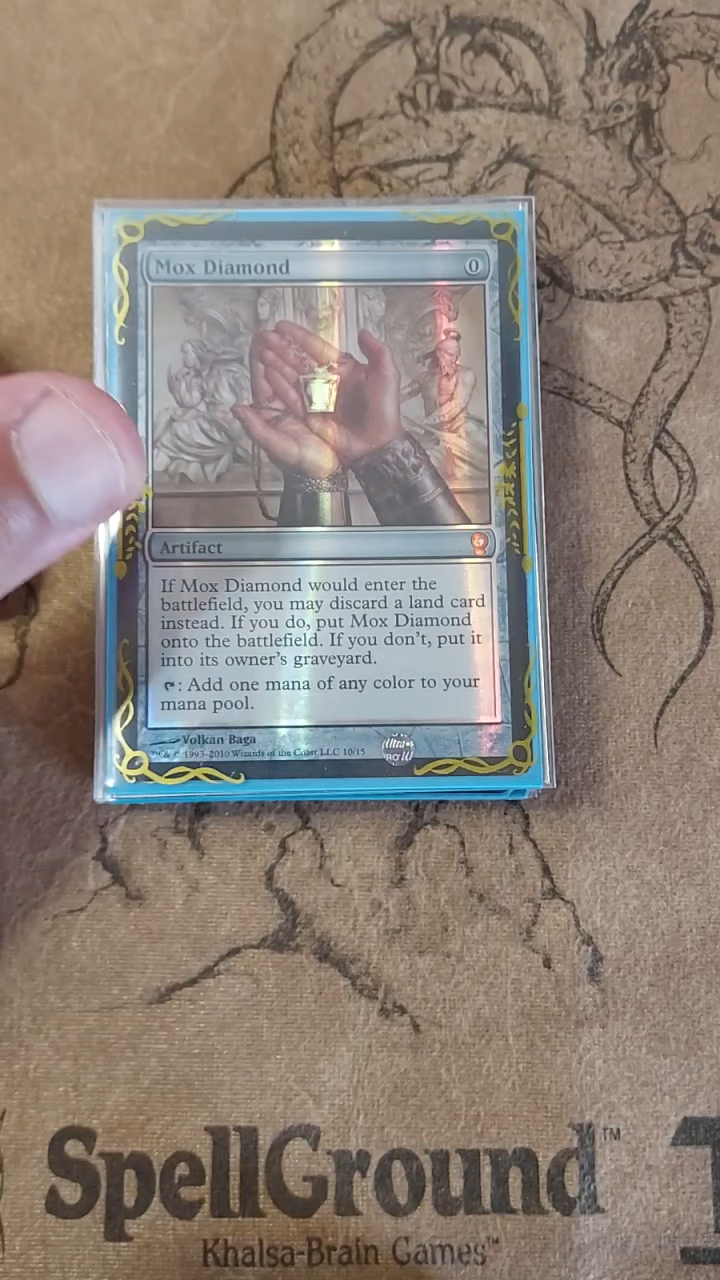 Mox Diamond 0
Artifact
If Mox Diamond would enter the
battlefield, you may discard a land card
instead. If you do, put Mox Diamond
onto the battlefield. If you don't, put it
into its owner's graveyard.
: Add one mana of any color to your
mana pool.
Volkan Baga
™ & © 1993-2010 Wizards of the Coast LLC 10/15
Ultra
SpellGround™
Khalsa-Brain Games™